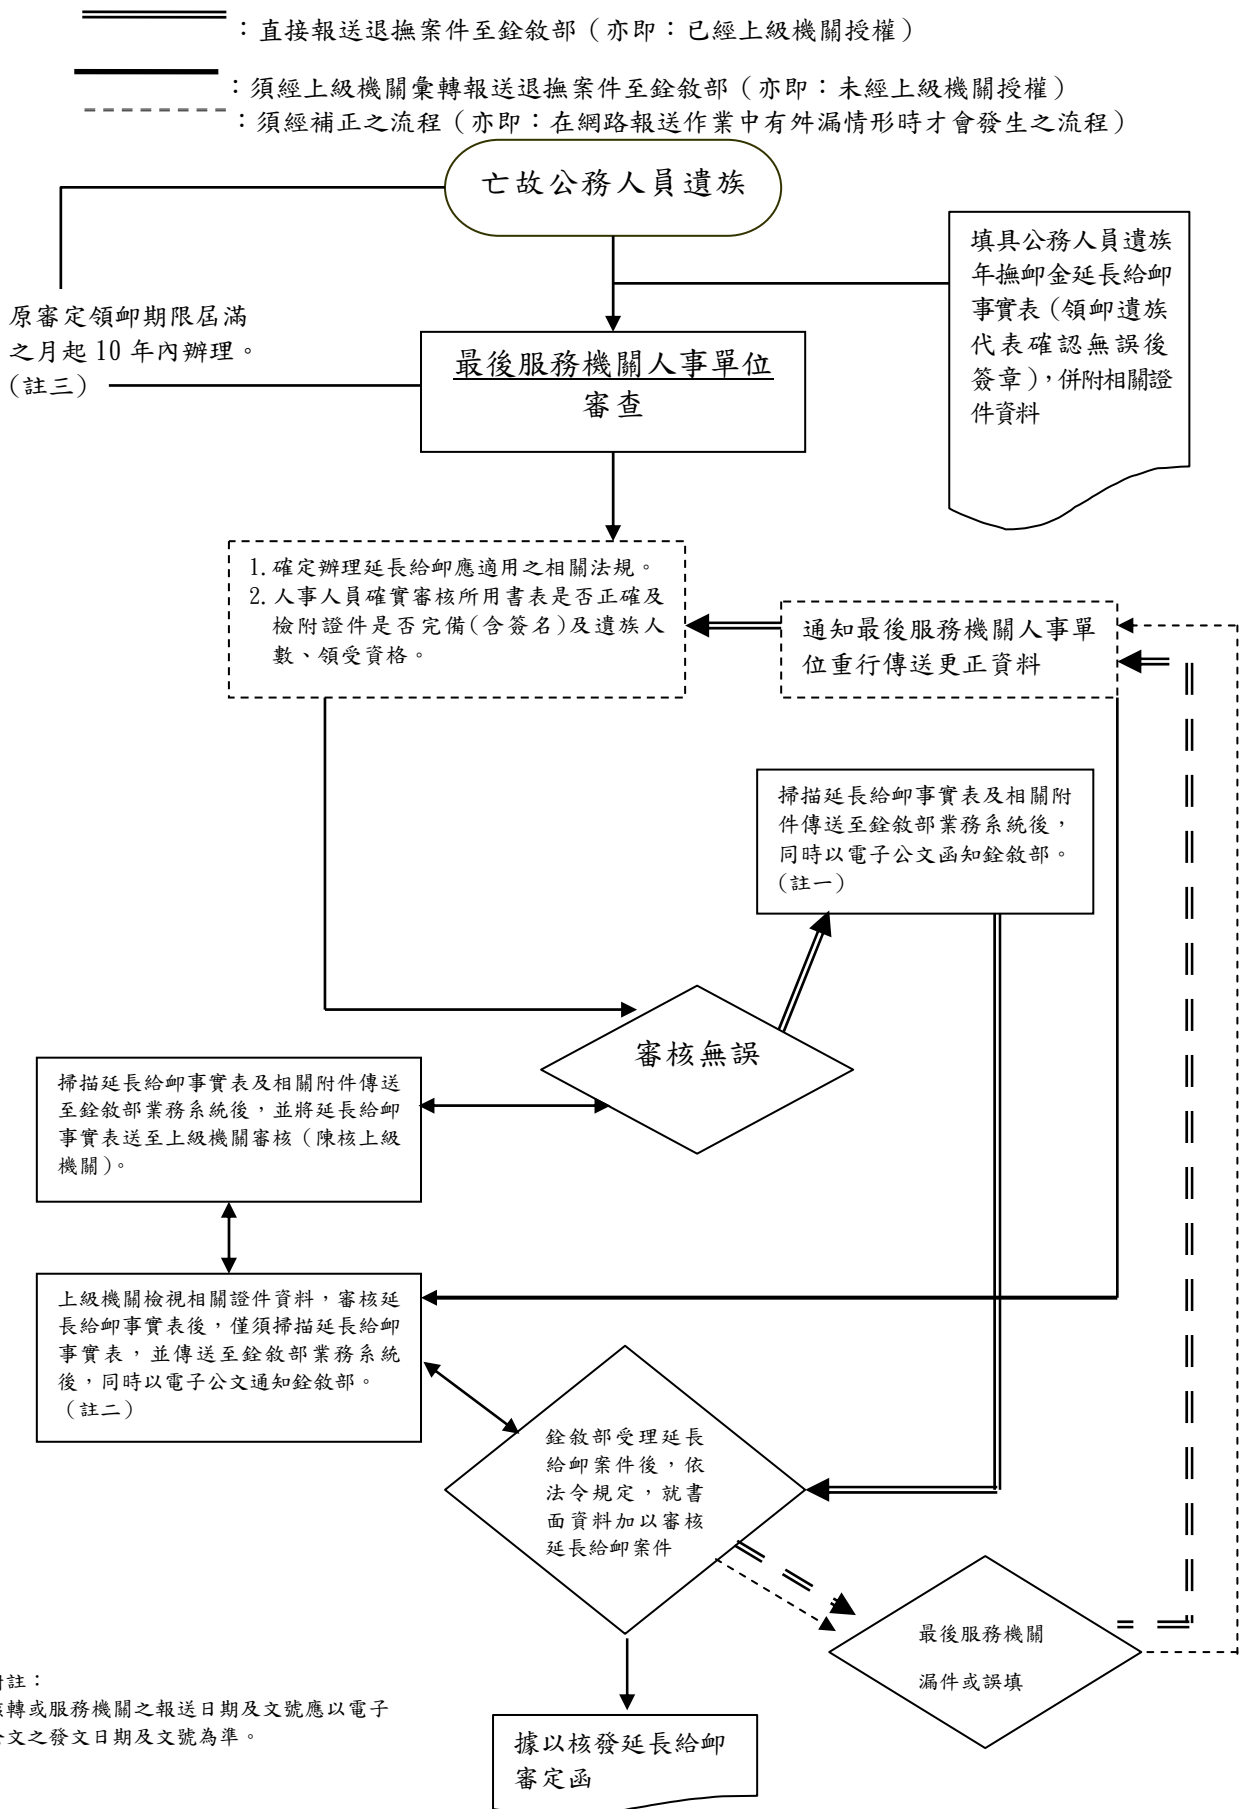 ：直接報送退撫案件至銓敘部（亦即：已經上級機關授權）
：須經上級機關彙轉報送退撫案件至銓敘部（亦即：未經上級機關授權）
：須經補正之流程（亦即：在網路報送作業中有舛漏情形時才會發生之流程）
亡故公務人員遺族
填具公務人員遺族
年撫卹金延長給卹
事實表（領卹遺族
代表確認無誤後
簽章），併附相關證
件資料
原審定領卹期限屆滿
之月起 10 年內辦理。
(註三)
最後服務機關人事單位
審查
1. 確定辦理延長給卹應適用之相關法規。
2. 人事人員確實審核所用書表是否正確及
檢附證件是否完備(含簽名)及遺族人
數、領受資格。
通知最後服務機關人事單
位重行傳送更正資料
掃描延長給卹事實表及相關附
件傳送至銓敘部業務系統後，
同時以電子公文函知銓敘部。
(註一)
審核無誤
掃描延長給卹事實表及相關附件傳送
至銓敘部業務系統後，並將延長給卹
事實表送至上級機關審核（陳核上級
機關）。
上級機關檢視相關證件資料，審核延
長給卹事實表後，僅須掃描延長給卹
事實表，並傳送至銓敘部業務系統
後，同時以電子公文通知銓敘部。
（註二）
銓敘部受理延長
給卹案件後，依
法令規定，就書
面資料加以審核
延長給卹案件
最後服務機關
漏件或誤填
附註：
核轉或服務機關之報送日期及文號應以電子
公文之發文日期及文號為準。
據以核發延長給卹
審定函